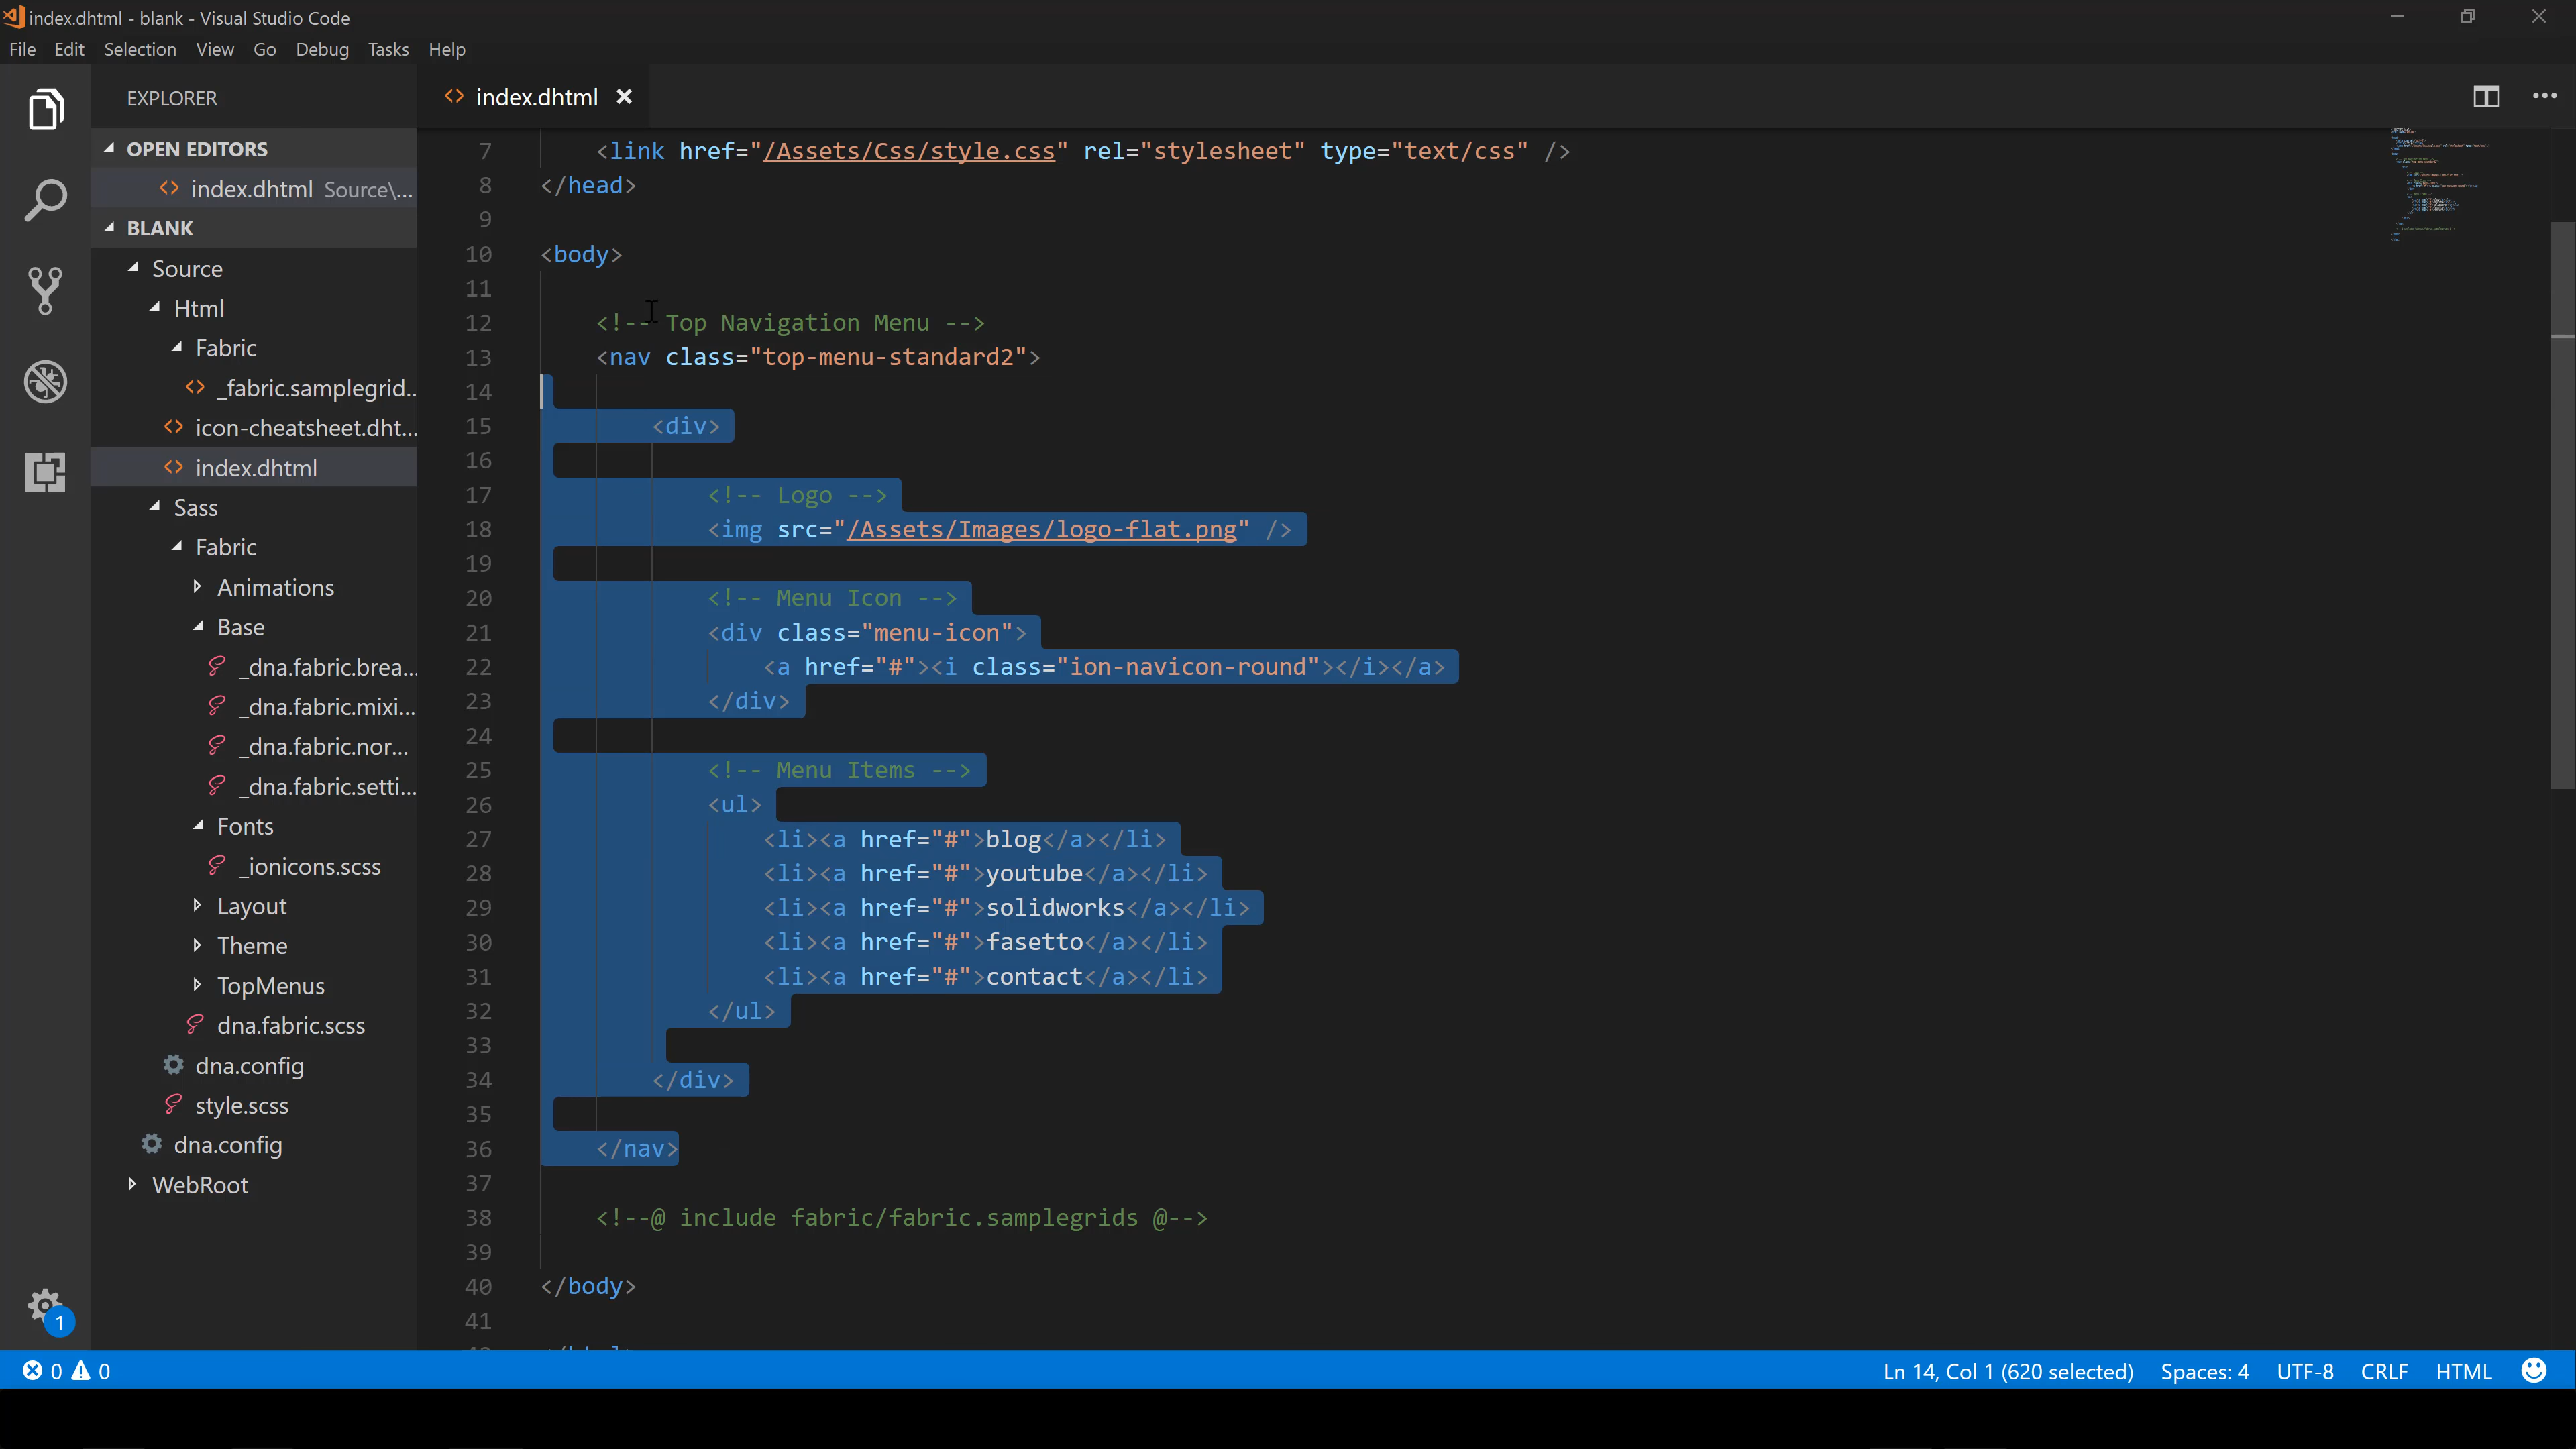 index.dhtml - blank - Visual Studio Code
File Edit Selection View Go Debug Tasks Help
EXPLORER
OPEN EDITORS
index.dhtml Source\...
BLANK
Source
Html
Fabric
_fabric.samplegrid...
icon-cheatsheet.dht...
index.dhtml
Sass
Fabric
Animations
Base
_dna.fabric.brea...
_dna.fabric.mixi...
_dna.fabric.nor...
_dna.fabric.setti...
Fonts
_ionicons.scss
Layout
Theme
TopMenus
dna.fabric.scss
dna.config
style.scss
dna.config
WebRoot
1
index.dhtml
7 <link href="/Assets/Css/style.css" rel="stylesheet" type="text/css" />
8 </head>
9
10 <body>
11
12 <!-- Top Navigation Menu -->
13 <nav class="top-menu-standard2">
14
15 <div>
16
17 <!-- Logo -->
18 <img src="/Assets/Images/logo-flat.png" />
19
20 <!-- Menu Icon -->
21 <div class="menu-icon">
22 <a href="#"><i class="ion-navicon-round"></i></a>
23 </div>
24
25 <!-- Menu Items -->
26 <ul>
27 <li><a href="#">blog</a></li>
28 <li><a href="#">youtube</a></li>
29 <li><a href="#">solidworks</a></li>
30 <li><a href="#">fasetto</a></li>
31 <li><a href="#">contact</a></li>
32 </ul>
33
34 </div>
35
36 </nav>
37
38 <!--@ include fabric/fabric.samplegrids @-->
39
40 </body>
41
0 0 Ln 14, Col 1 (620 selected) Spaces: 4 UTF-8 CRLF HTML